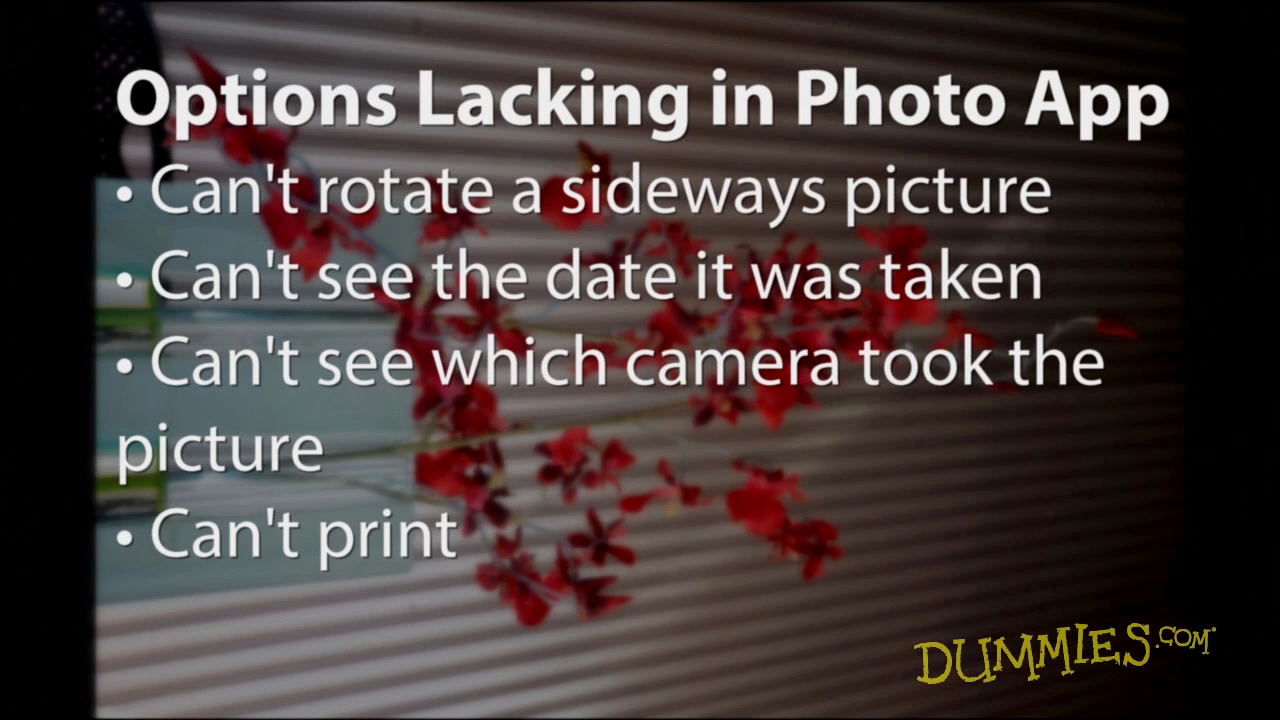 Options Lacking in Photo App
• Can't rotate a sideways picture
• Can't see the date it was taken
• Can't see which camera took the
picture
• Can't print
DUMMIES.COM